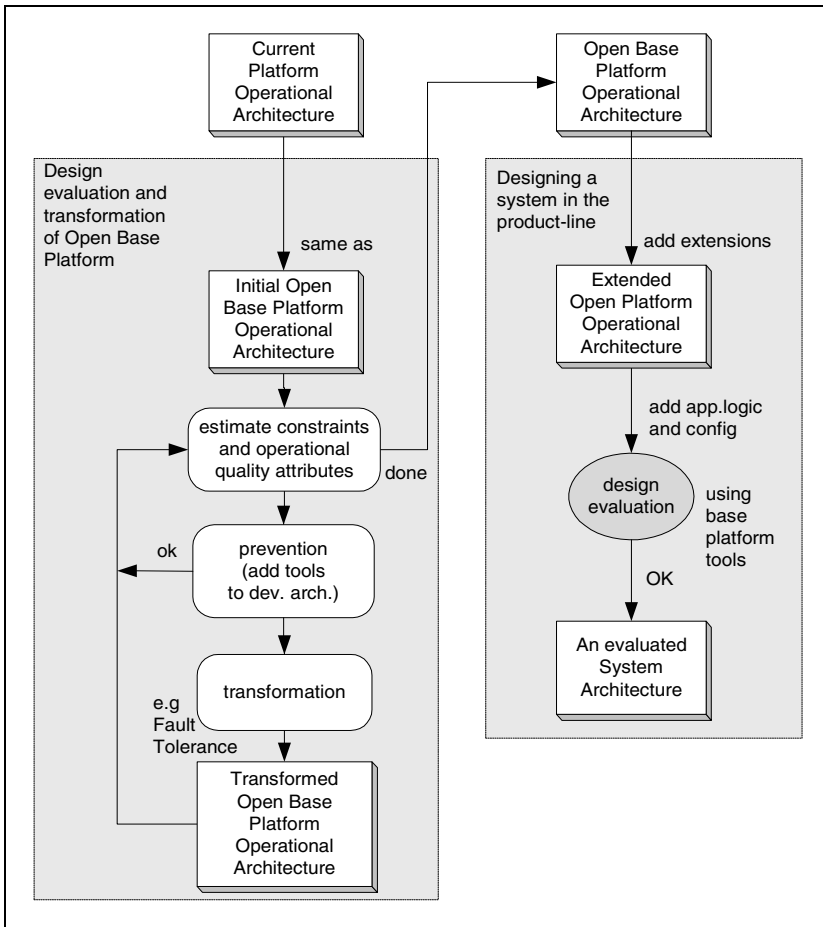 Current
Platform
Operational
Architecture
Design
evaluation and
transformation
of Open Base
Platform
same as
Initial Open
Base Platform
Operational
Architecture
estimate constraints
and operational
quality attributes
done
ok
prevention
(add tools
to dev. arch.)
transformation
e.g
Fault
Tolerance
Transformed
Open Base
Platform
Operational
Architecture
Open Base
Platform
Operational
Architecture
Designing a
system in the
product-line
add extensions
Extended
Open Platform
Operational
Architecture
add app.logic
and config
design
evaluation
using
base
platform
tools
OK
An evaluated
System
Architecture